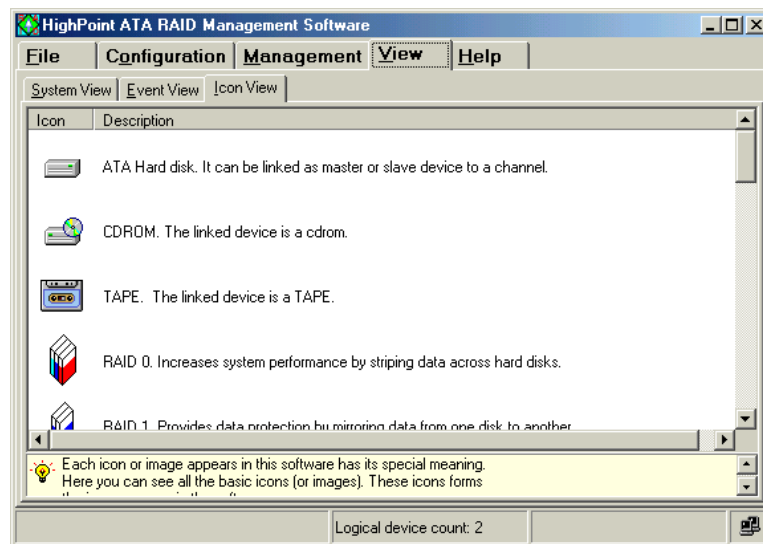 HighPoint ATA RAID Management Software
File Configuration Management View Help
System View Event View Icon View
Icon Description
ATA Hard disk. It can be linked as master or slave device to a channel.
CDROM. The linked device is a cdrom.
TAPE. The linked device is a TAPE.
RAID 0. Increases system performance by striping data across hard disks.
RAID 1. Provides data protection by mirroring data from one disk to another
Each icon or image appears in this software has its special meaning.
Here you can see all the basic icons (or images). These icons forms
Logical device count: 2